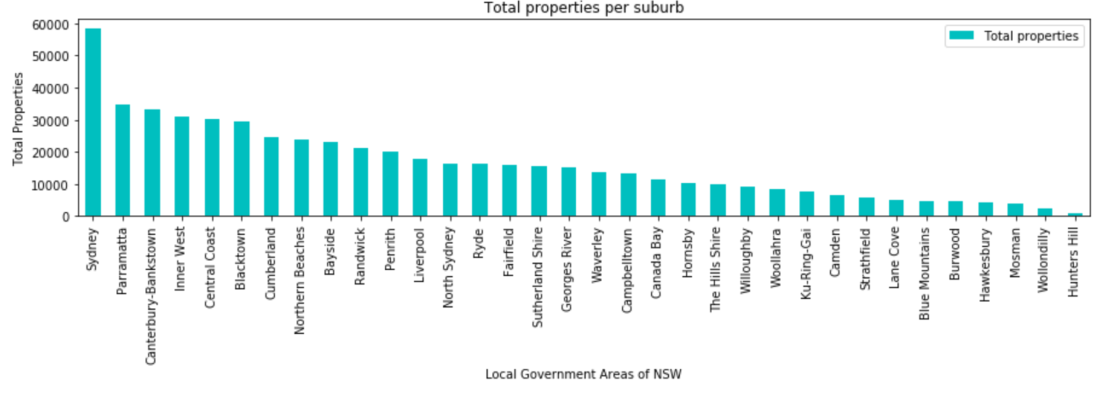 Total properties per suburb
Total properties
Total Properties
60000
50000
40000
30000
20000
10000
0
Sydney
Parramatta
Canterbury-Bankstown
Inner West
Central Coast
Blacktown
Cumberland
Northern Beaches
Bayside
Randwick
Penrith
Liverpool
North Sydney
Ryde
Fairfield
Sutherland Shire
Georges River
Waverley
Campbelltown
Canada Bay
Hornsby
The Hills Shire
Willoughby
Woollahra
Ku-Ring-Gai
Camden
Strathfield
Lane Cove
Blue Mountains
Burwood
Hawkesbury
Mosman
Wollondilly
Hunters Hill
Local Government Areas of NSW